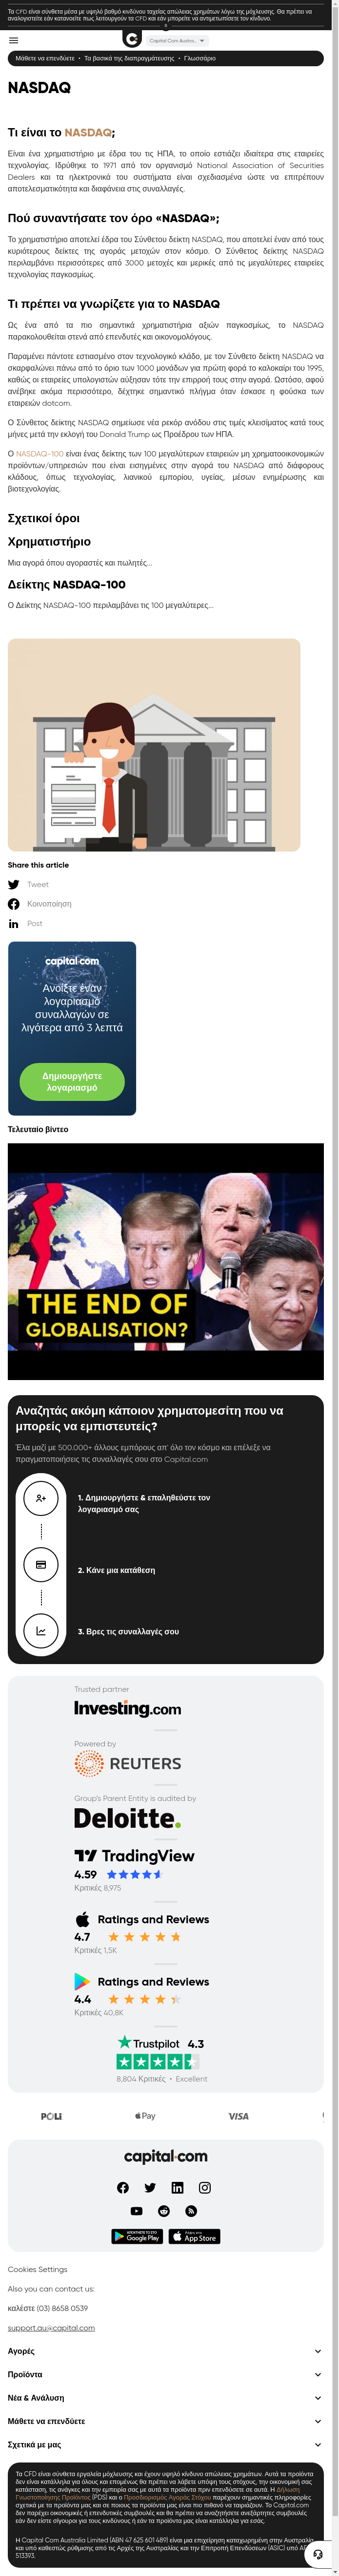 Τα CFD είναι σύνθετα μέσα με υψηλό βαθμό κινδύνου ταχείας απώλειας χρημάτων λόγω της μόχλευσης. Θα πρέπει να
αναλογιστείτε εάν κατανοείτε πως λειτουργούν τα CFD και εάν μπορείτε να αντιμετωπίσετε τον κίνδυνο.
Capital Com Austra...
Μάθετε να επενδύετε • Τα βασικά της διαπραγμάτευσης • Γλωσσάριο
NASDAQ
Τι είναι το NASDAQ;
Είναι ένα χρηματιστήριο με έδρα του τις ΗΠΑ, το οποίο εστιάζει ιδιαίτερα στις εταιρείες
τεχνολογίας. Ιδρύθηκε το 1971 από τον οργανισμό National Association of Securities
Dealers και τα ηλεκτρονικά του συστήματα είναι σχεδιασμένα ώστε να επιτρέπουν
αποτελεσματικότητα και διαφάνεια στις συναλλαγές.
Πού συναντήσατε τον όρο «NASDAQ»;
Το χρηματιστήριο αποτελεί έδρα του Σύνθετου δείκτη NASDAQ, που αποτελεί έναν από τους
κυριότερους δείκτες της αγοράς μετοχών στον κόσμο. Ο Σύνθετος δείκτης NASDAQ
περιλαμβάνει περισσότερες από 3000 μετοχές και μερικές από τις μεγαλύτερες εταιρείες
τεχνολογίας παγκοσμίως.
Τι πρέπει να γνωρίζετε για το NASDAQ
Ως ένα από τα πιο σημαντικά χρηματιστήρια αξιών παγκοσμίως, το NASDAQ
παρακολουθείται στενά από επενδυτές και οικονομολόγους.
Παραμένει πάντοτε εστιασμένο στον τεχνολογικό κλάδο, με τον Σύνθετο δείκτη NASDAQ να
σκαρφαλώνει πάνω από το όριο των 1000 μονάδων για πρώτη φορά το καλοκαίρι του 1995,
καθώς οι εταιρείες υπολογιστών αύξησαν τότε την επιρροή τους στην αγορά. Ωστόσο, αφού
ανέβηκε ακόμα περισσότερο, δέχτηκε σημαντικό πλήγμα όταν έσκασε η φούσκα των
εταιρειών dotcom.
Ο Σύνθετος δείκτης NASDAQ σημείωσε νέα ρεκόρ ανόδου στις τιμές κλεισίματος κατά τους
μήνες μετά την εκλογή του Donald Trump ως Προέδρου των ΗΠΑ.
Ο NASDAQ-100 είναι ένας δείκτης των 100 μεγαλύτερων εταιρειών μη χρηματοοικονομικών
προϊόντων/υπηρεσιών που είναι εισηγμένες στην αγορά του NASDAQ από διάφορους
κλάδους, όπως τεχνολογίας, λιανικού εμπορίου, υγείας, μέσων ενημέρωσης και
βιοτεχνολογίας.
Σχετικοί όροι
Χρηματιστήριο
Μια αγορά όπου αγοραστές και πωλητές...
Δείκτης NASDAQ-100
Ο Δείκτης NASDAQ-100 περιλαμβάνει τις 100 μεγαλύτερες...
Share this article
Tweet
Κοινοποίηση
Post
capital.com
Ανοίξτε έναν
λογαριασμό
συναλλαγών σε
λιγότερο από 3 λεπτά
Δημιουργήστε
λογαριασμό
Τελευταίο βίντεο
THE END OF
GLOBALISATION?
Αναζητάς ακόμη κάποιον χρηματομεσίτη που να
μπορείς να εμπιστευτείς?
Έλα μαζί με 500.000+ άλλους εμπόρους απ' όλο τον κόσμο και επέλεξε να
πραγματοποιήσεις τις συναλλαγές σου στο Capital.com
1. Δημιουργήστε & επαληθεύστε τον
λογαριασμό σας
2. Κάνε μια κατάθεση
3. Βρες τις συναλλαγές σου
Trusted partner
Investing.com
Powered by
REUTERS
Group's Parent Entity is audited by
Deloitte.
TradingView
4.59
Κριτικές 8,975
Ratings and Reviews
4.7
Κριτικές 1,5K
Ratings and Reviews
4.4
Κριτικές 40,8K
Trustpilot 4.3
8,804 Κριτικές • Excellent
POLi
Pay
VISA
capital.com
Google Play
App Store
Cookies Settings
Also you can contact us:
καλέστε (03) 8658 0539
support.au@capital.com
Αγορές
Προϊόντα
Νέα & Ανάλυση
Μάθετε να επενδύετε
Σχετικά με μας
Τα CFD είναι σύνθετα εργαλεία μόχλευσης και έχουν υψηλό κίνδυνο απώλειας χρημάτων. Αυτά τα προϊόντα
δεν είναι κατάλληλα για όλους τους επενδυτές και επομένως θα πρέπει να λάβετε υπόψη τους στόχους, την οικονομική σας
κατάσταση, τις ανάγκες και την εμπειρία σας με αυτά τα προϊόντα πριν επενδύσετε σε αυτά. Η Δήλωση
Γνωστοποίησης Προϊόντος (PDS) και ο Προσδιορισμός Αγοράς Στόχου παρέχουν σημαντικές πληροφορίες
σχετικά με τα προϊόντα μας και σε ποιους τα προϊόντα μας είναι πιο πιθανό να ταιριάζουν. Το Capital.com
δεν παρέχει οικονομικές ή επενδυτικές συμβουλές και θα πρέπει να αναζητήσετε ανεξάρτητες συμβουλές
εάν δεν είστε σίγουροι για τους κινδύνους ή εάν τα προϊόντα μας είναι κατάλληλα για εσάς.
Η Capital Com Australia Limited (ABN 47 625 601 489) είναι μια επιχείρηση καταχωρημένη στην Αυστραλία
και υπό καθεστώς ρύθμισης από τις Αρχές της Αυστραλίας και την Επιτροπή Επενδύσεων (ASIC) υπό
513393.